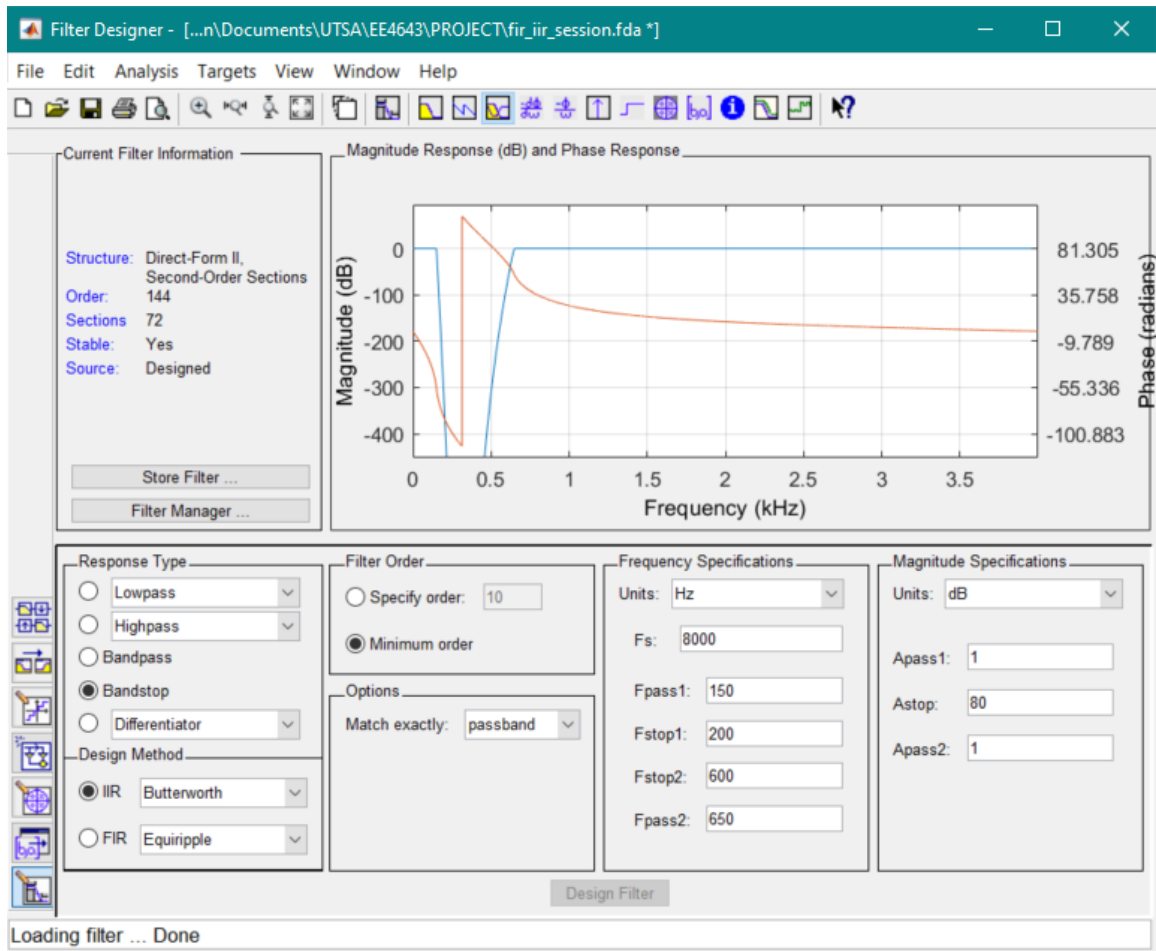 Filter Designer - [...n\Documents\UTSA\EE4643\PROJECT\fir_iir_session.fda *]
File Edit Analysis Targets View Window Help
Current Filter Information
Structure: Direct-Form II,
Second-Order Sections
Order: 144
Sections 72
Stable: Yes
Source: Designed
Store Filter ...
Filter Manager ...
Magnitude Response (dB) and Phase Response
Magnitude (dB)
0
-100
-200
-300
-400
0 0.5 1 1.5 2 2.5 3 3.5
Frequency (kHz)
81.305
35.758
-9.789
-55.336
-100.883
Phase (radians)
Response Type
Lowpass
Highpass
Bandpass
Bandstop
Differentiator
Design Method
IIR Butterworth
FIR Equiripple
Filter Order
Specify order: 10
Minimum order
Options
Match exactly: passband
Frequency Specifications
Units: Hz
Fs: 8000
Fpass1: 150
Fstop1: 200
Fstop2: 600
Fpass2: 650
Magnitude Specifications
Units: dB
Apass1: 1
Astop: 80
Apass2: 1
Design Filter
Loading filter ... Done